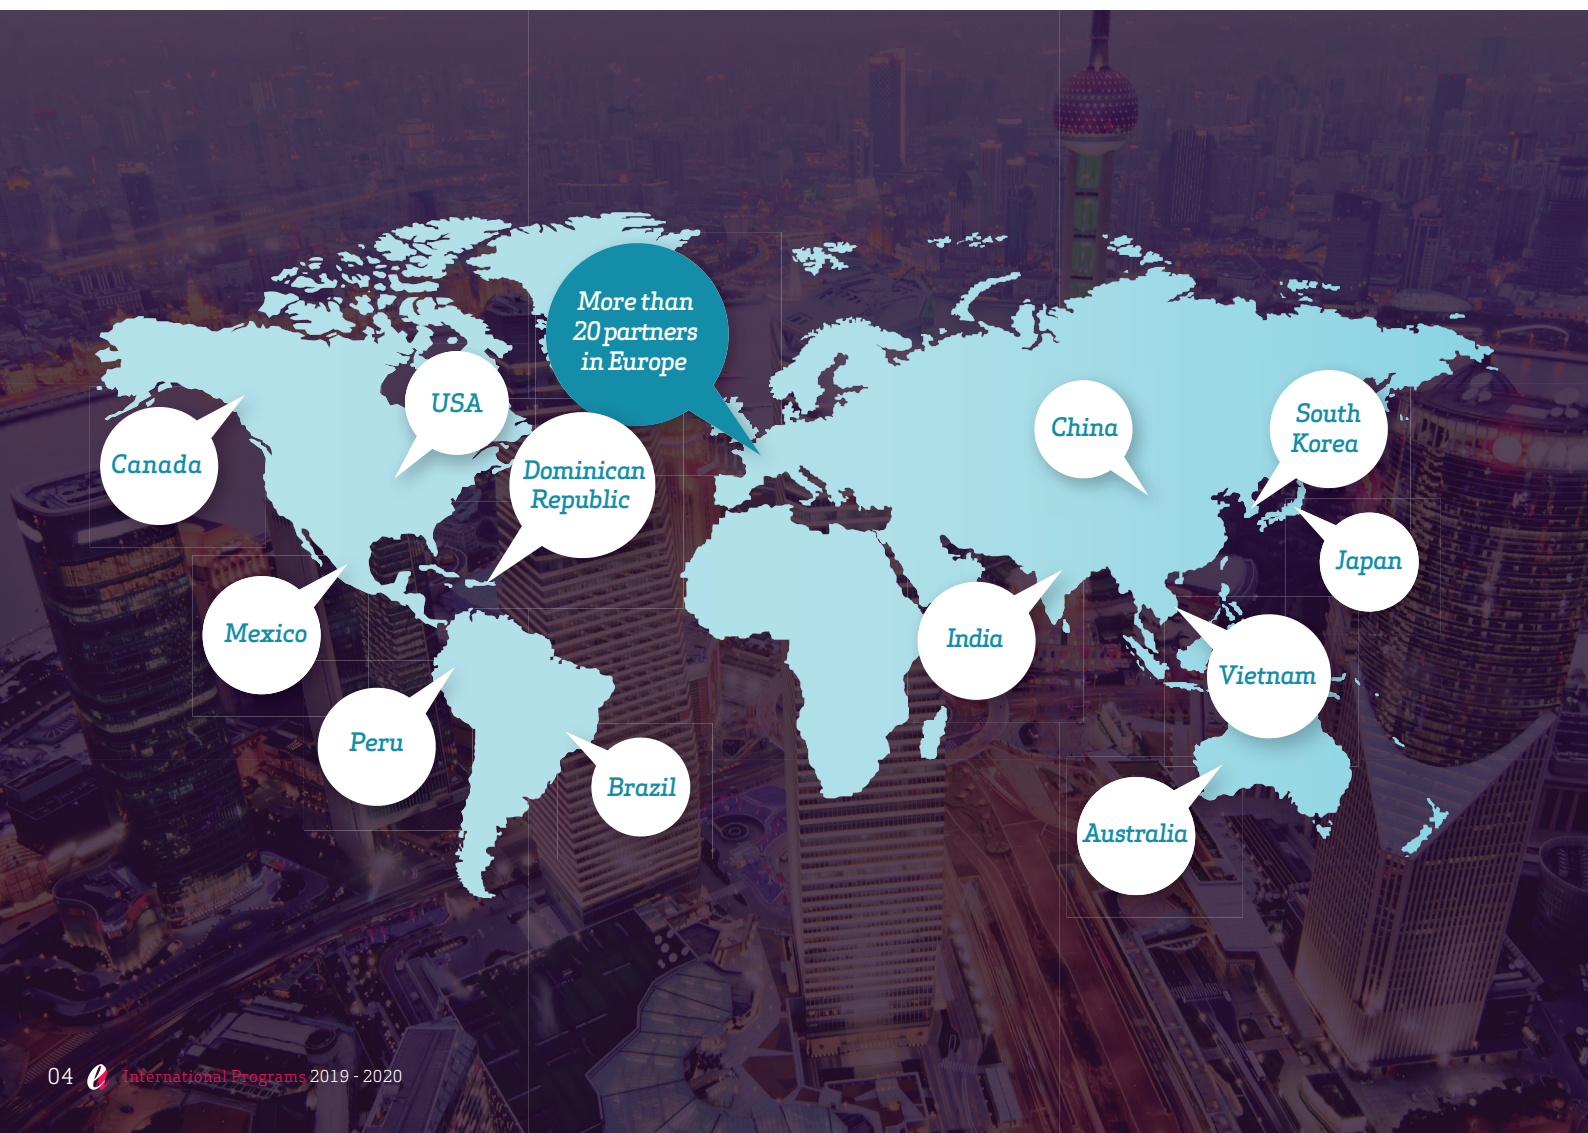 More than
20 partners
in Europe
USA
Canada
Dominican
Republic
China
South
Korea
Japan
Mexico
India
Vietnam
Peru
Brazil
Australia
04 e International Programs 2019 - 2020